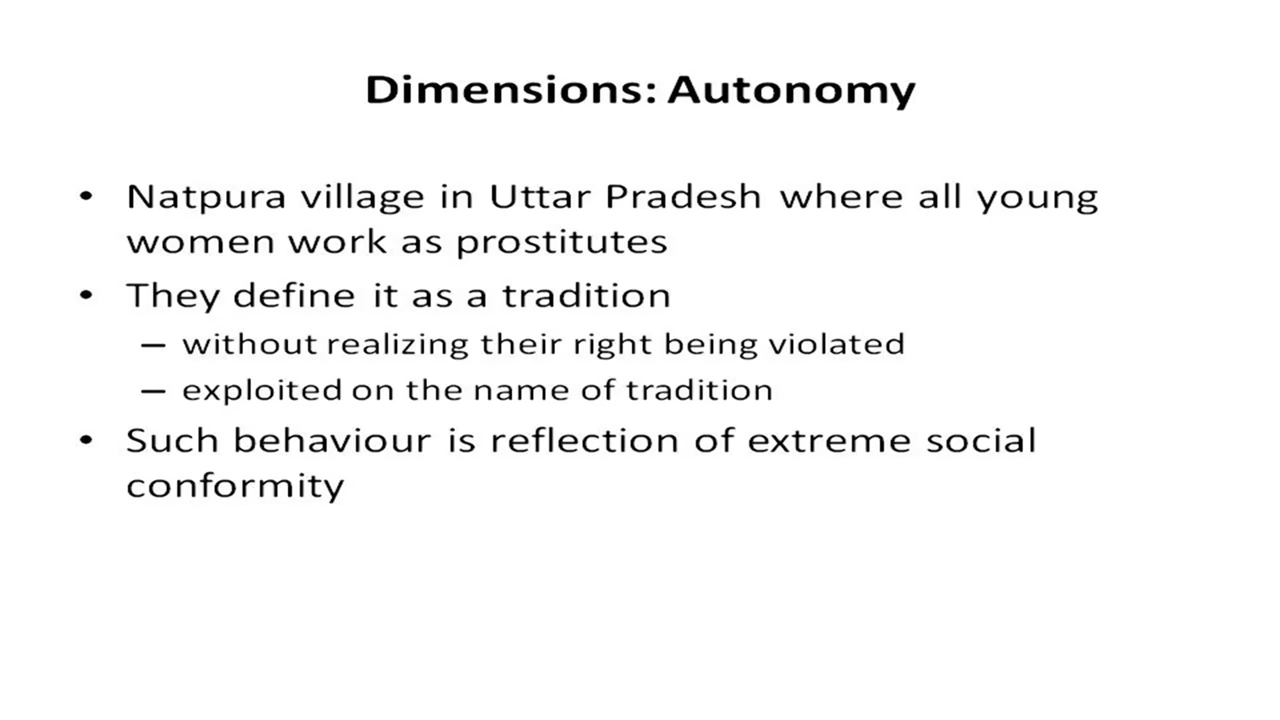 Dimensions: Autonomy
• Natpura village in Uttar Pradesh where all young
women work as prostitutes
• They define it as a tradition
– without realizing their right being violated
– exploited on the name of tradition
• Such behaviour is reflection of extreme social
conformity